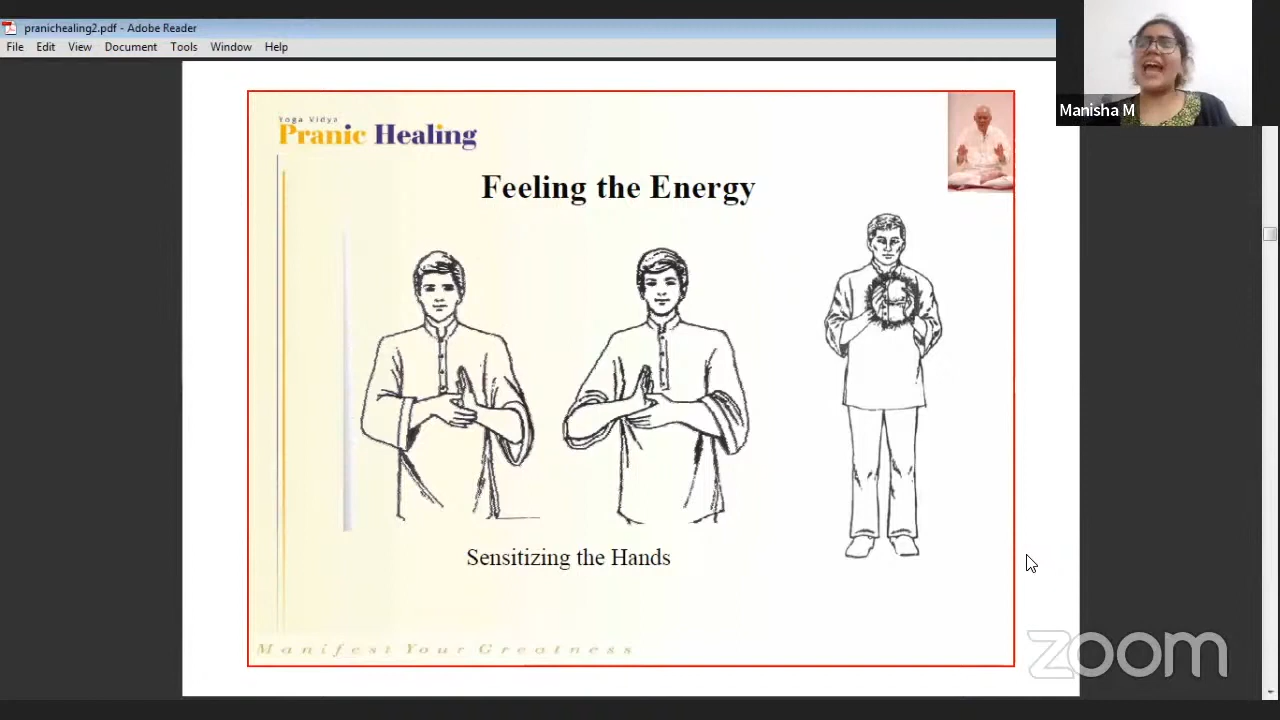 pranichealing2.pdf - Adobe Reader
File Edit View Document Tools Window Help
Manisha M
Yoga Vidya
Pranic Healing
Feeling the Energy
Sensitizing the Hands
Manifest Your Greatness
zoom